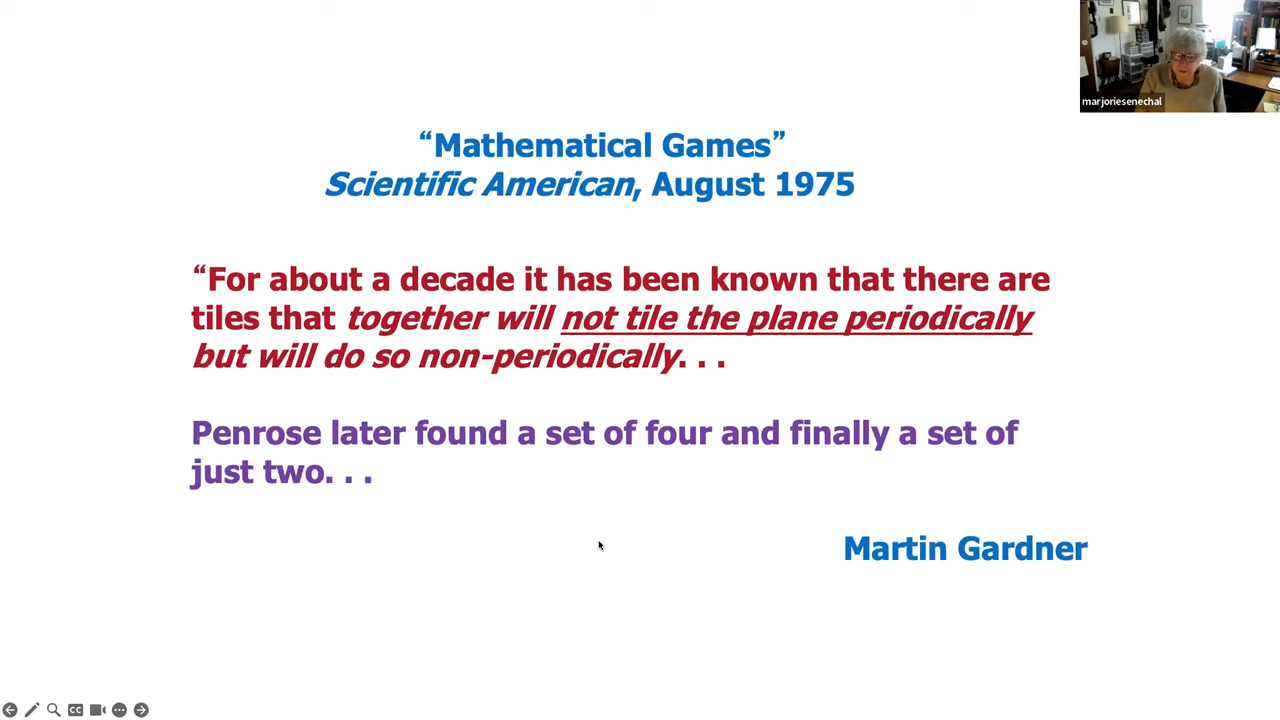 marjoriesenechal
“Mathematical Games”
Scientific American, August 1975
“For about a decade it has been known that there are
tiles that together will not tile the plane periodically
but will do so non-periodically. . .
Penrose later found a set of four and finally a set of
just two. . .
Martin Gardner
CC